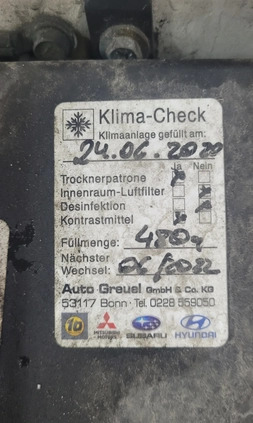 Klima-Check
Klimaanlage gefüllt am:
24.06.2020
Ja Nein
Trocknerpatrone x
Innenraum-Luftfilter x
Desinfektion x
Kontrastmittel x
Füllmenge: 480g
Nächster
Wechsel: 06/2022
Auto Greuel GmbH & Co. KG
53117 Bonn · Tel. 0228 559050
MITSUBISHI
MOTORS
SUBARU
HYUNDAI